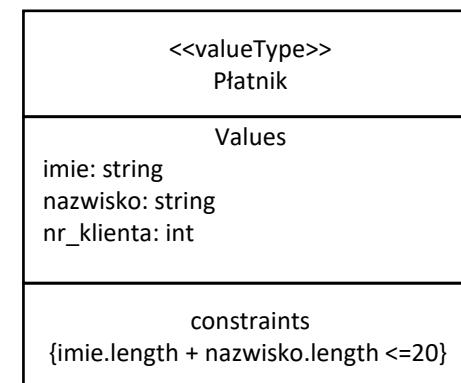 <<valueType>>
Płatnik
Values
imie: string
nazwisko: string
nr_klienta: int
constraints
{imie.length + nazwisko.length <=20}